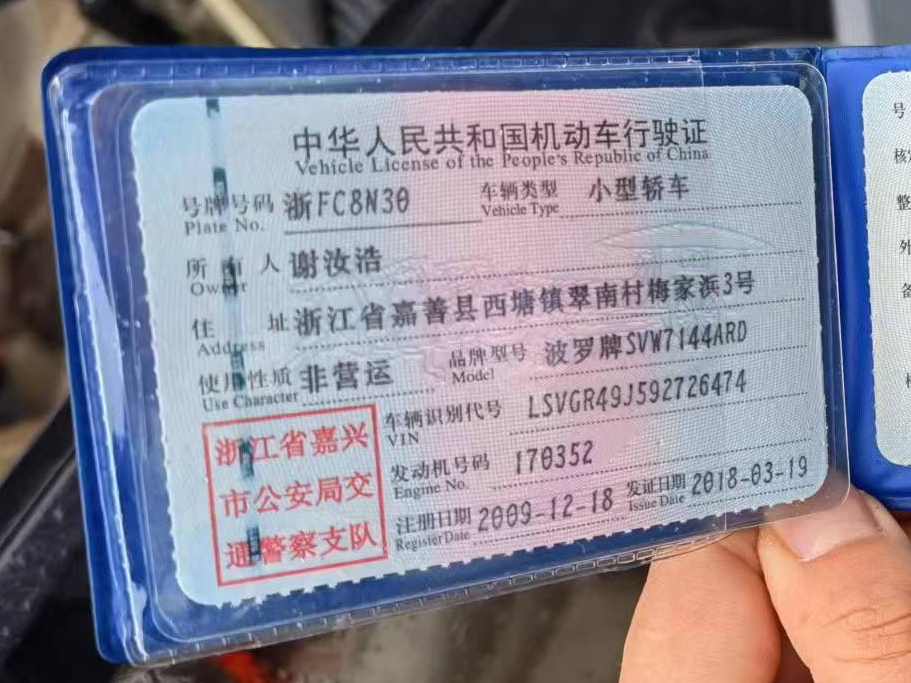 中华人民共和国机动车行驶证
Vehicle License of the People's Republic of China
号牌号码 浙FC8N30 车辆类型 小型轿车
Plate No. Vehicle Type
所有人 谢汝浩
Owner
住址 浙江省嘉善县西塘镇翠南村梅家浜3号
Address
使用性质 非营运 品牌型号 波罗牌SVW7144ARD
Use Character Model
车辆识别代号 LSVGR49J592726474
VIN
发动机号码 170352
Engine No.
注册日期 2009-12-18 发证日期 2018-03-19
Register Date Issue Date
浙江省嘉兴
市公安局交
通警察支队
号
核
整
外
备